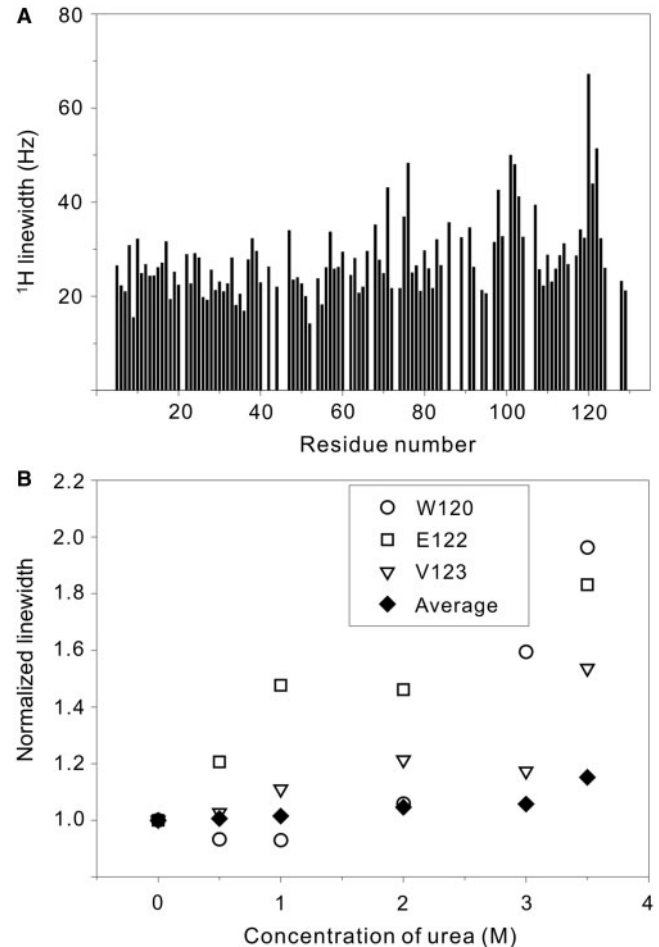 A
80
60
40
20
¹H linewidth (Hz)
20 40 60 80 100 120
Residue number
B
2.2
2.0
1.8
1.6
1.4
1.2
1.0
Normalized linewidth
W120
E122
V123
Average
0 1 2 3 4
Concentration of urea (M)